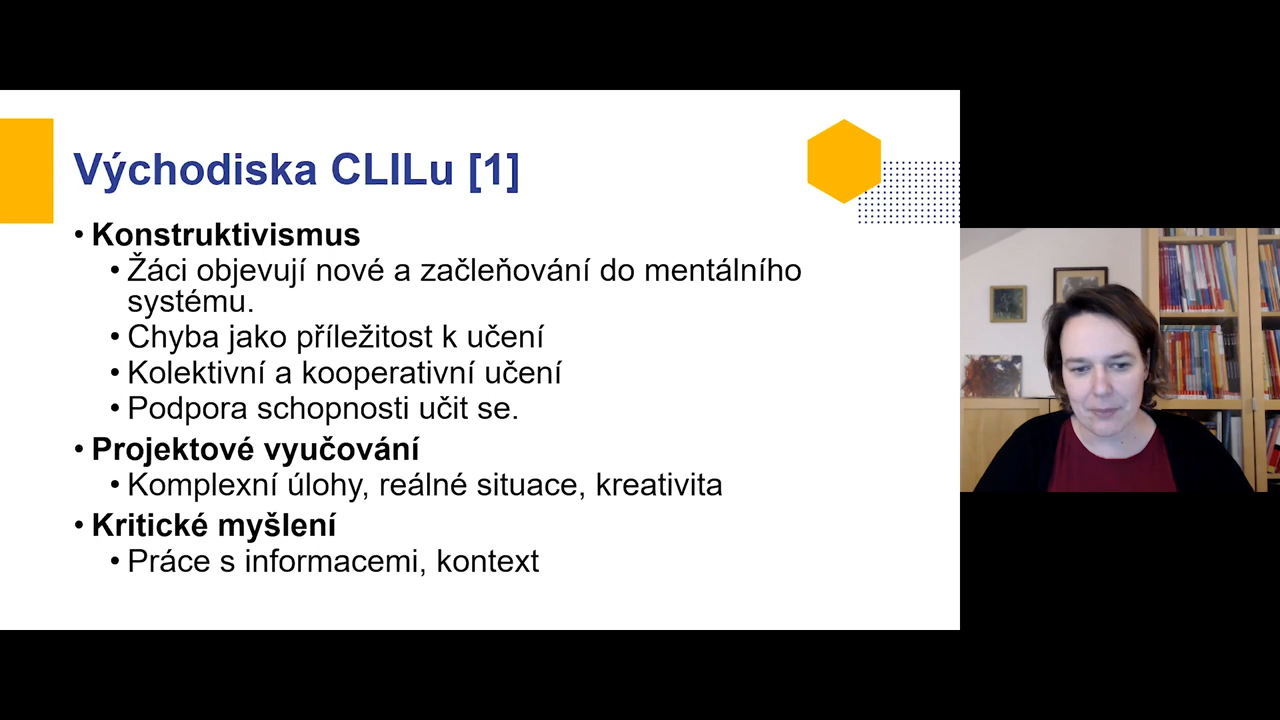 Východiska CLILu [1]
• Konstruktivismus
• Žáci objevují nové a začleňování do mentálního
systému.
• Chyba jako příležitost k učení
• Kolektivní a kooperativní učení
• Podpora schopnosti učit se.
• Projektové vyučování
• Komplexní úlohy, reálné situace, kreativita
• Kritické myšlení
• Práce s informacemi, kontext